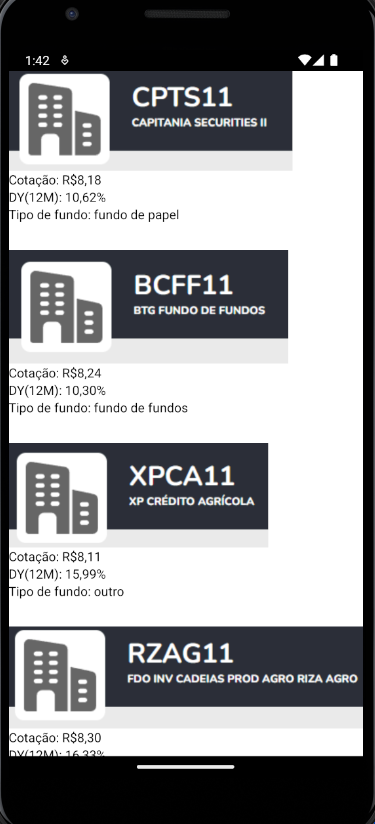 1:42
CPTS11
CAPITANIA SECURITIES II
Cotação: R$8,18
DY(12M): 10,62%
Tipo de fundo: fundo de papel
BCFF11
BTG FUNDO DE FUNDOS
Cotação: R$8,24
DY(12M): 10,30%
Tipo de fundo: fundo de fundos
XPCA11
XP CRÉDITO AGRÍCOLA
Cotação: R$8,11
DY(12M): 15,99%
Tipo de fundo: outro
RZAG11
FDO INV CADEIAS PROD AGRO RIZA AGRO
Cotação: R$8,30
DY(12M): 16,33%